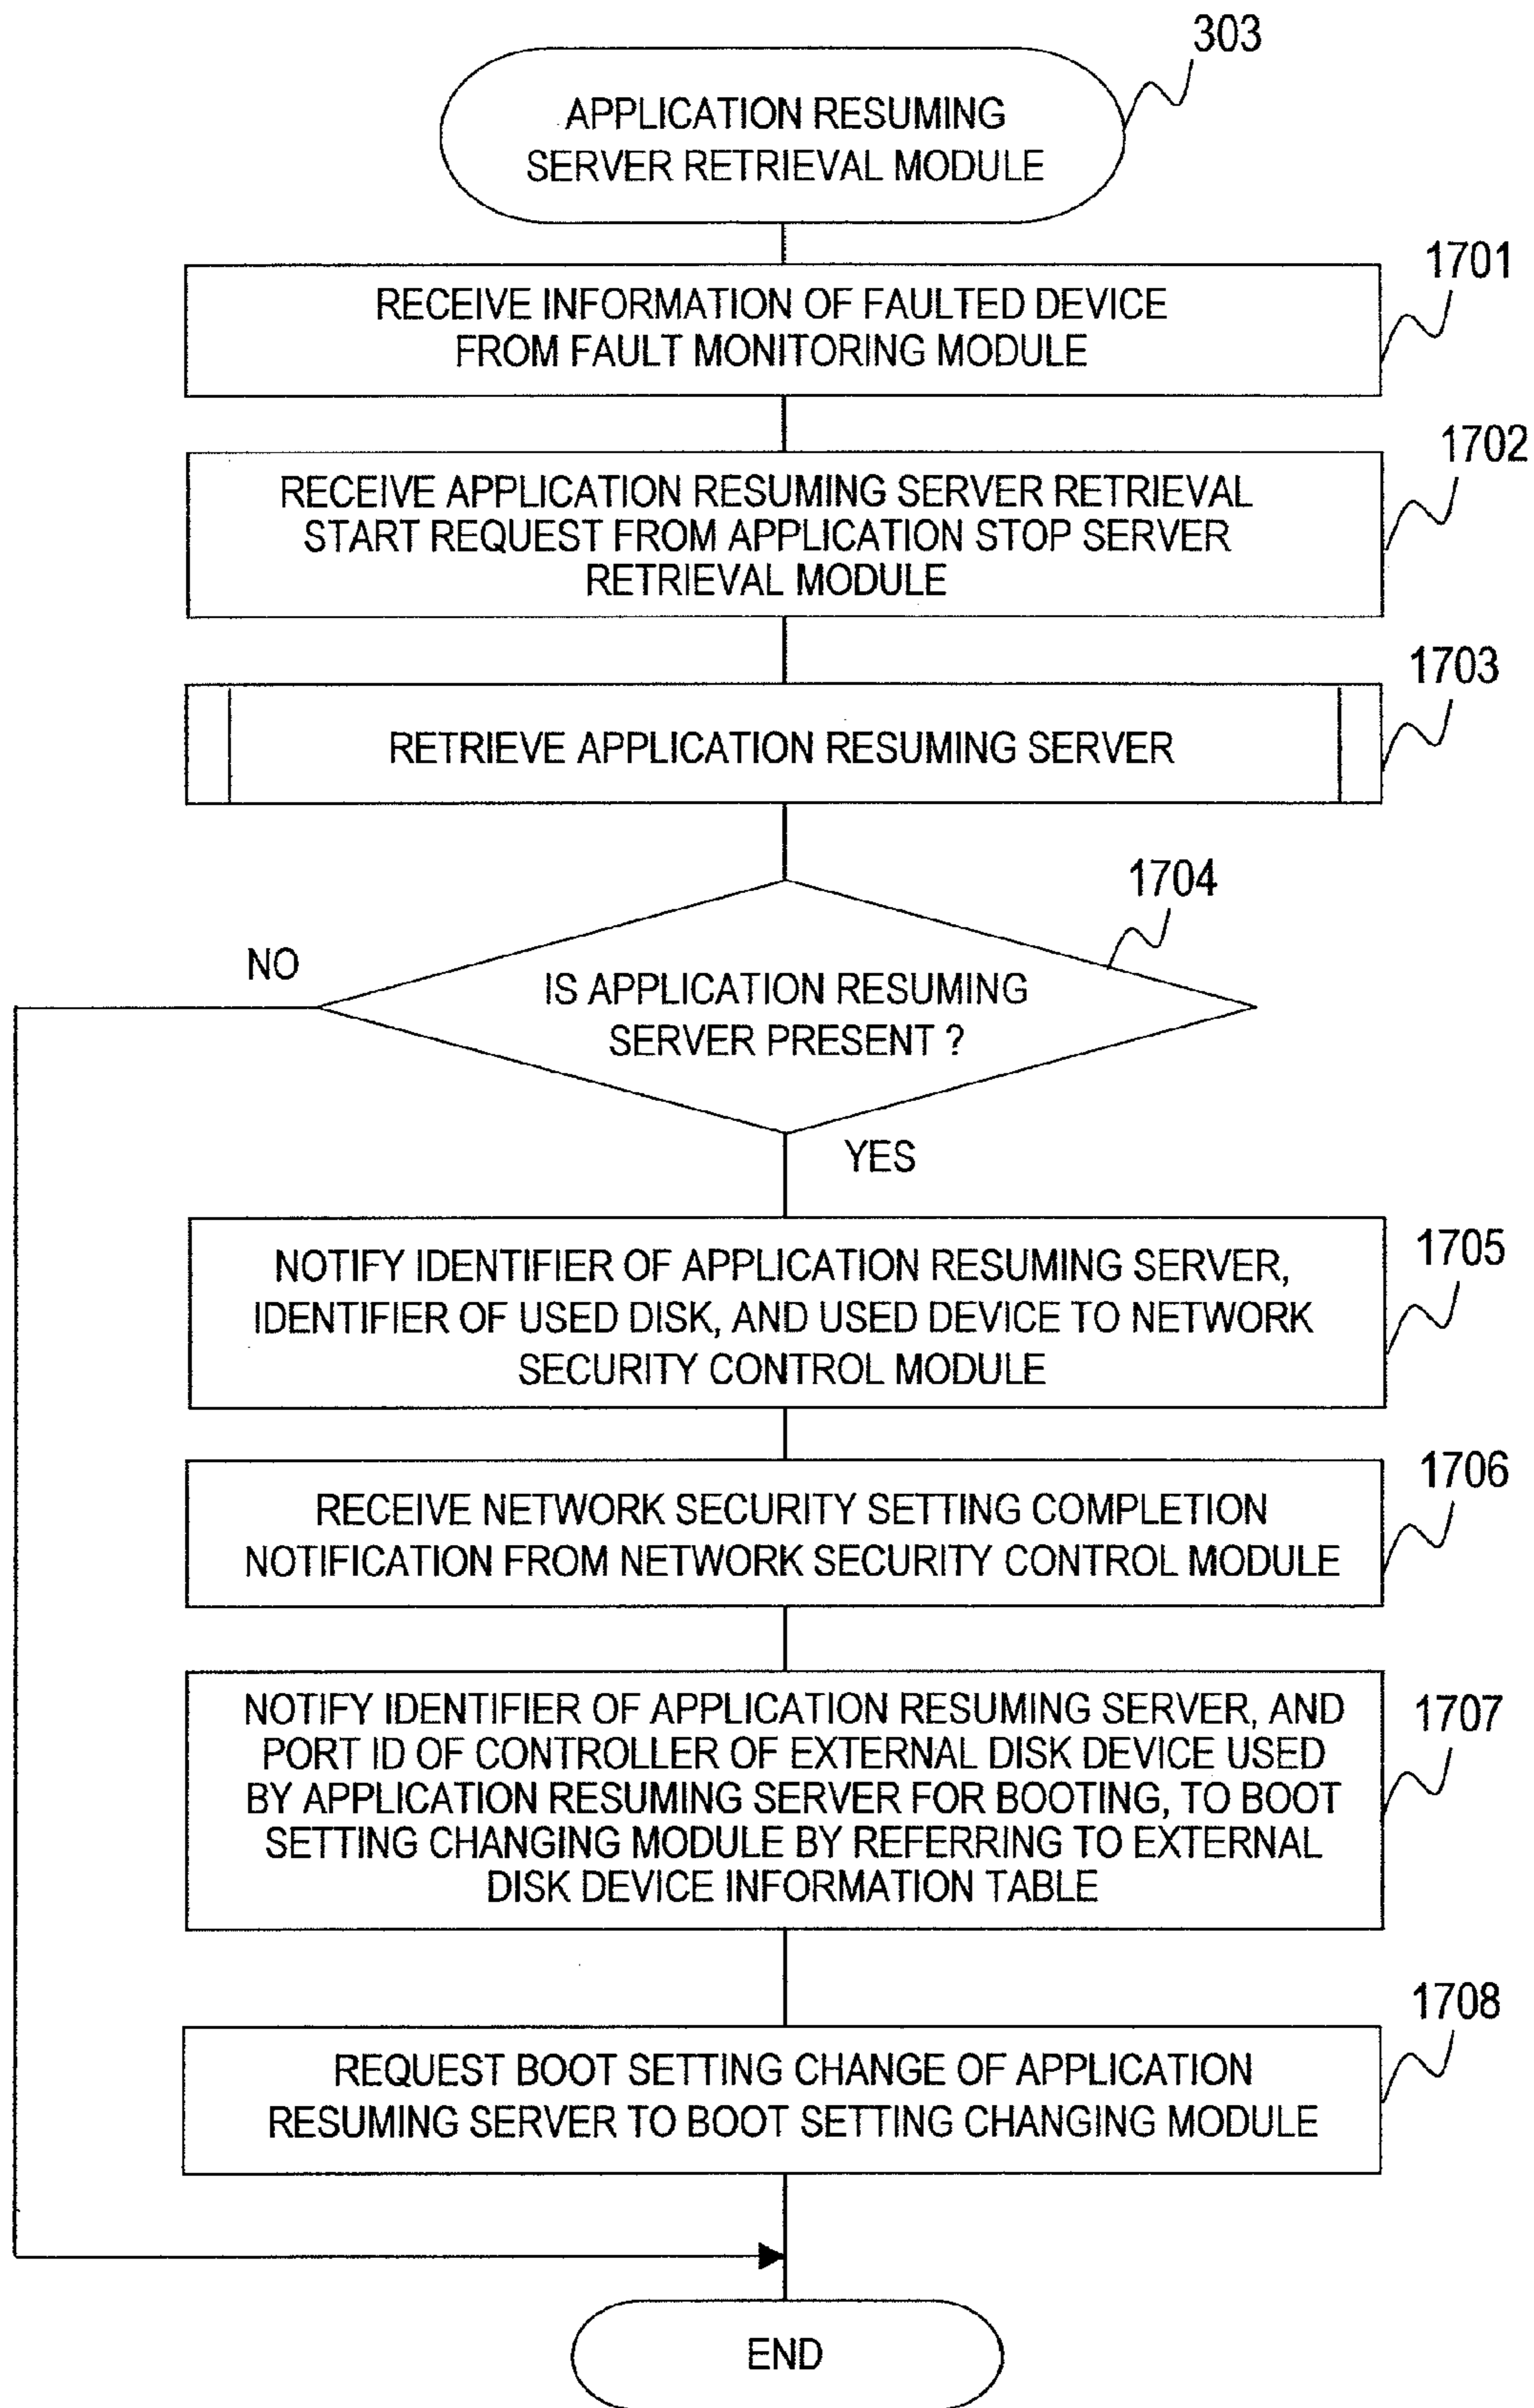 303
APPLICATION RESUMING
SERVER RETRIEVAL MODULE
1701
RECEIVE INFORMATION OF FAULTED DEVICE
FROM FAULT MONITORING MODULE
1702
RECEIVE APPLICATION RESUMING SERVER RETRIEVAL
START REQUEST FROM APPLICATION STOP SERVER
RETRIEVAL MODULE
1703
RETRIEVE APPLICATION RESUMING SERVER
1704
NO
IS APPLICATION RESUMING
SERVER PRESENT ?
YES
1705
NOTIFY IDENTIFIER OF APPLICATION RESUMING SERVER,
IDENTIFIER OF USED DISK, AND USED DEVICE TO NETWORK
SECURITY CONTROL MODULE
1706
RECEIVE NETWORK SECURITY SETTING COMPLETION
NOTIFICATION FROM NETWORK SECURITY CONTROL MODULE
1707
NOTIFY IDENTIFIER OF APPLICATION RESUMING SERVER, AND
PORT ID OF CONTROLLER OF EXTERNAL DISK DEVICE USED
BY APPLICATION RESUMING SERVER FOR BOOTING, TO BOOT
SETTING CHANGING MODULE BY REFERRING TO EXTERNAL
DISK DEVICE INFORMATION TABLE
1708
REQUEST BOOT SETTING CHANGE OF APPLICATION
RESUMING SERVER TO BOOT SETTING CHANGING MODULE
END